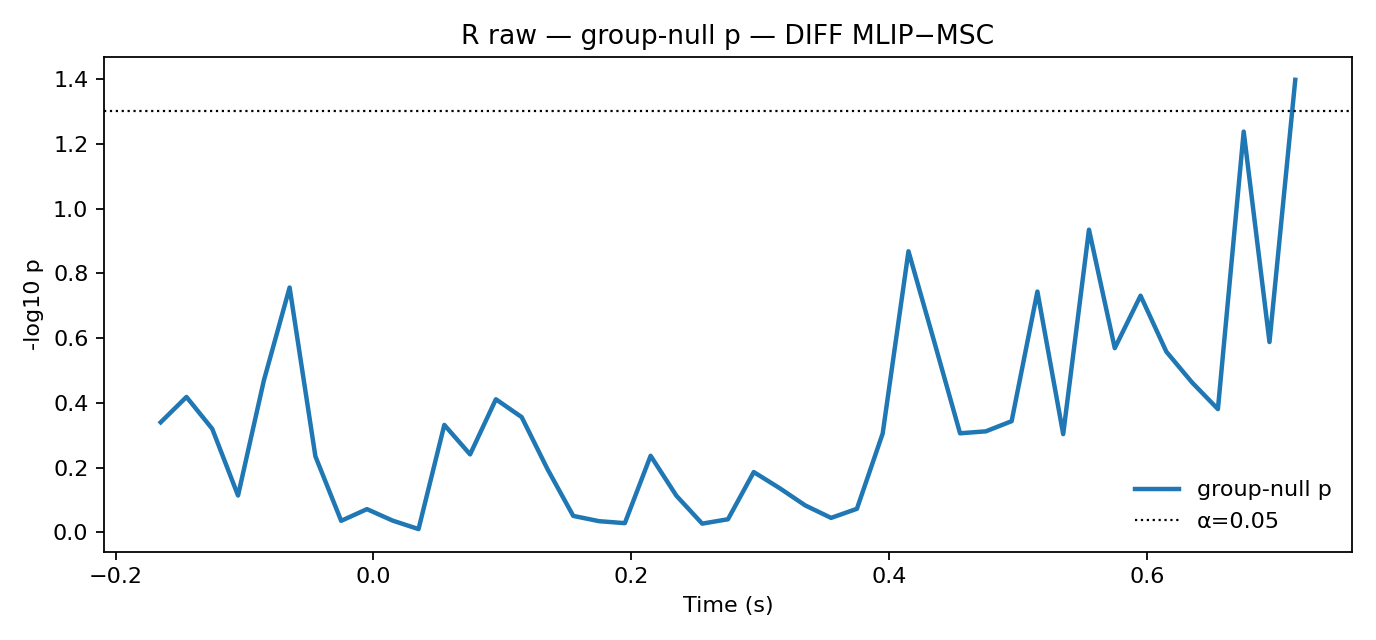 R raw — group-null p — DIFF MLIP−MSC
1.4
1.2
1.0
0.8
0.6
0.4
0.2
0.0
-log10 p
−0.2
0.0
0.2
0.4
0.6
Time (s)
group-null p
α=0.05